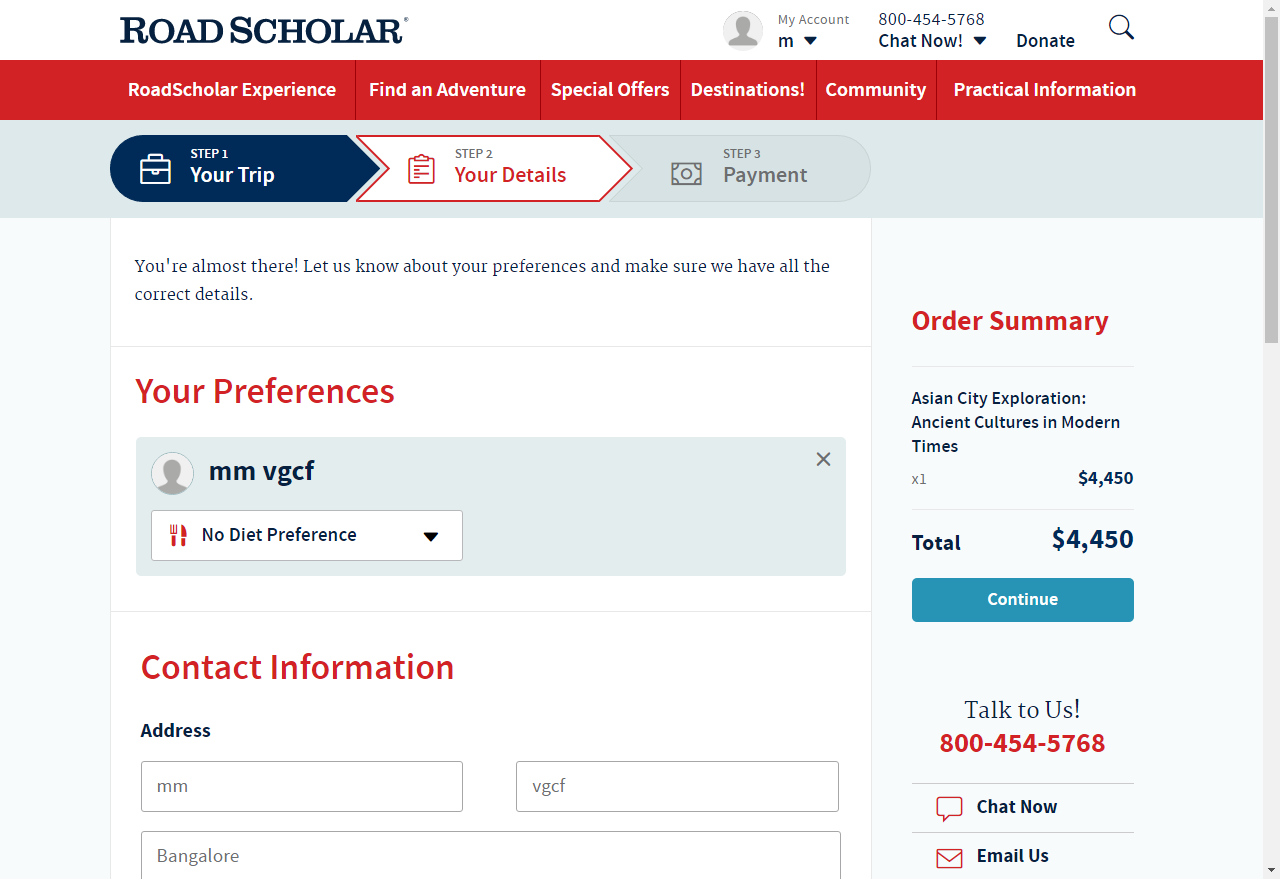 ROAD SCHOLAR®
My Account
m
800-454-5768
Chat Now!
Donate
RoadScholar Experience
Find an Adventure
Special Offers
Destinations!
Community
Practical Information
STEP 1
Your Trip
STEP 2
Your Details
STEP 3
Payment
You're almost there! Let us know about your preferences and make sure we have all the
correct details.
Your Preferences
mm vgcf
No Diet Preference
Contact Information
Address
mm
vgcf
Bangalore
Order Summary
Asian City Exploration:
Ancient Cultures in Modern
Times
x1 $4,450
Total $4,450
Continue
Talk to Us!
800-454-5768
Chat Now
Email Us